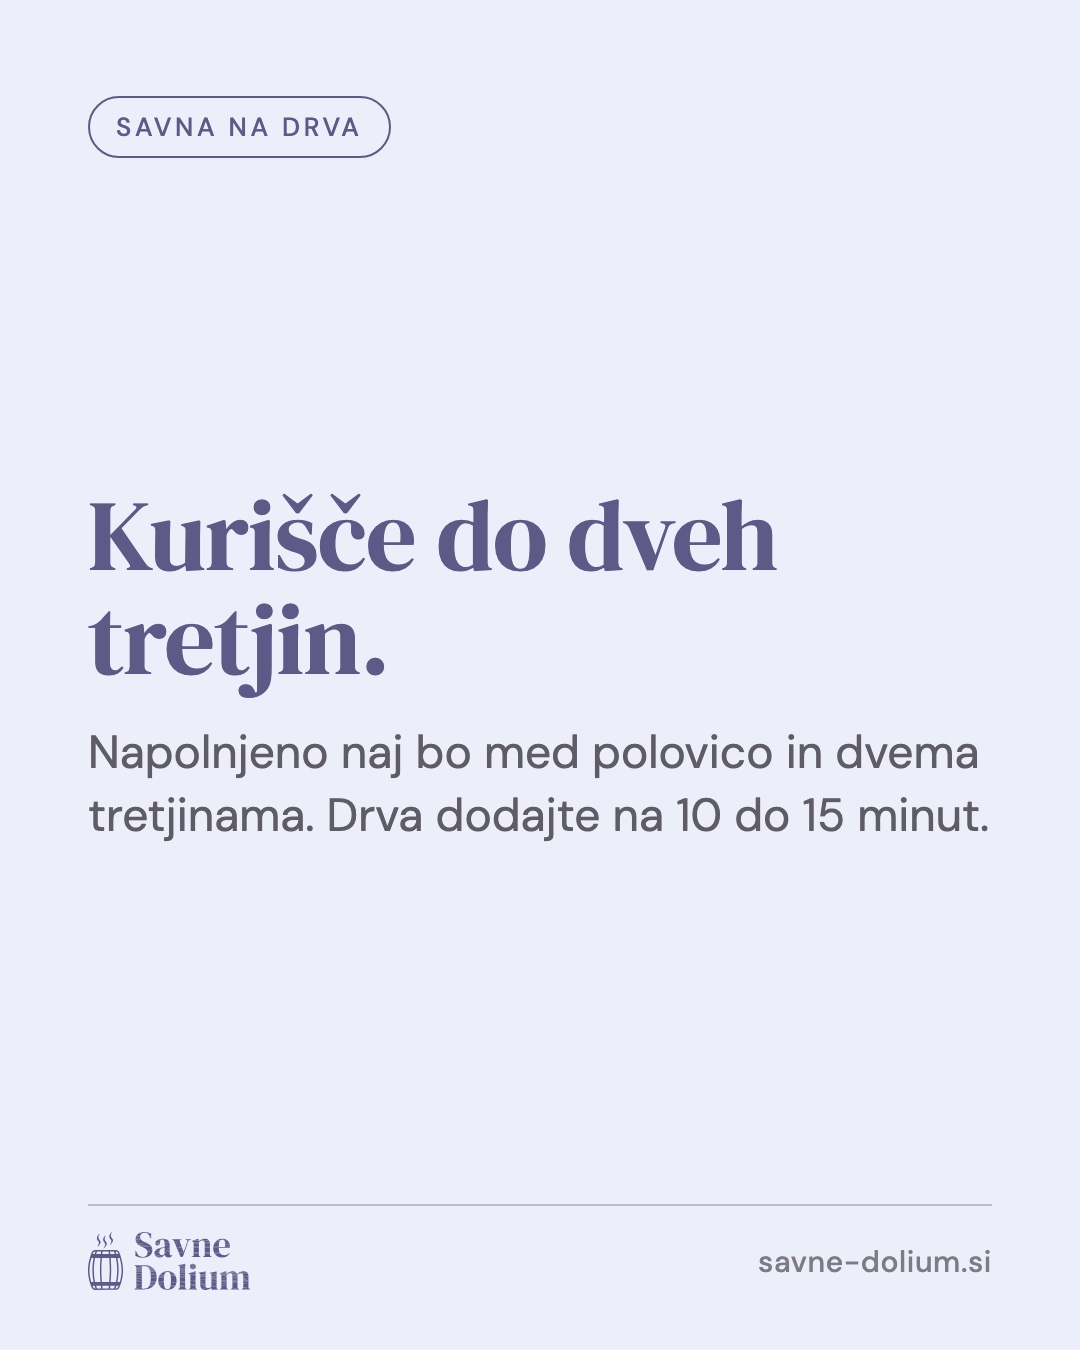 SAVNA NA DRVA
Kurišče do dveh
tretjin.
Napolnjeno naj bo med polovico in dvema
tretjinama. Drva dodajte na 10 do 15 minut.
Savne
Dolium
savne-dolium.si